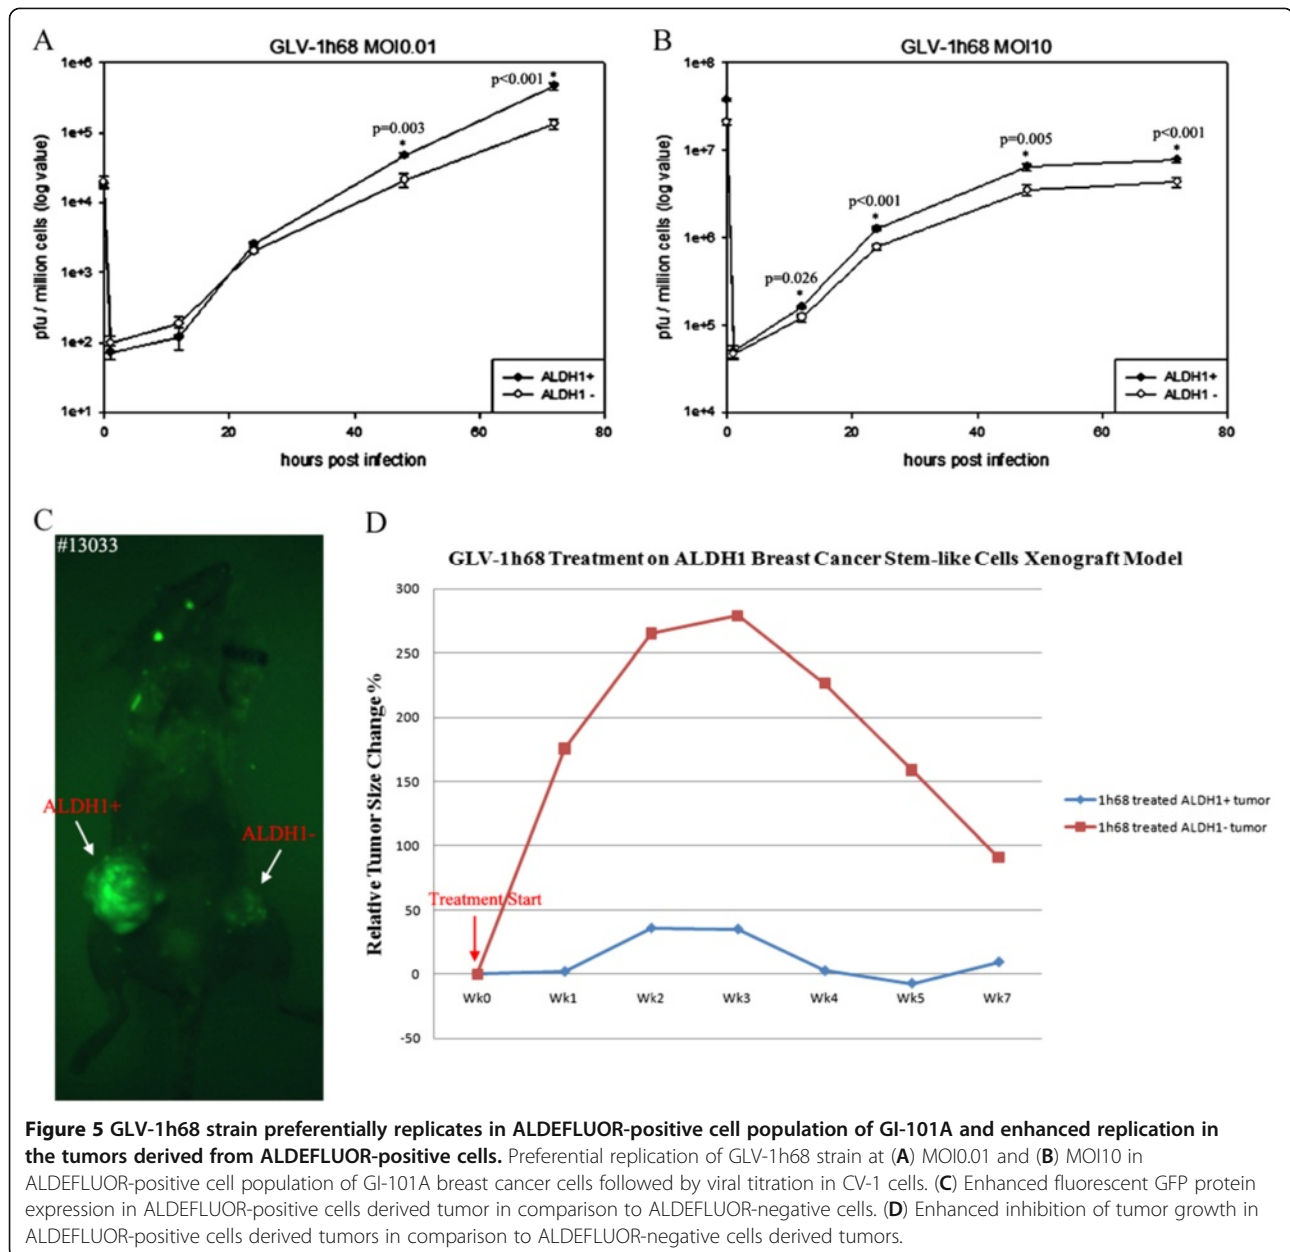 A
GLV-1h68 MOI0.01
pfu / million cells (log value)
1e+6
1e+5
1e+4
1e+3
1e+2
1e+1
p=0.003
*
p<0.001
*
ALDH1+
ALDH1 -
0
20
40
60
80
hours post infection
B
GLV-1h68 MOI10
pfu / million cells (log value)
1e+8
1e+7
1e+6
1e+5
1e+4
p=0.026
*
p<0.001
*
p=0.005
*
p<0.001
*
ALDH1+
ALDH1 -
0
20
40
60
80
hours post infection
C
#13033
ALDH1+
ALDH1-
D
GLV-1h68 Treatment on ALDH1 Breast Cancer Stem-like Cells Xenograft Model
Relative Tumor Size Change %
300
250
200
150
100
50
0
-50
Treatment Start
Wk0
Wk1
Wk2
Wk3
Wk4
Wk5
Wk7
1h68 treated ALDH1+ tumor
1h68 treated ALDH1- tumor
Figure 5 GLV-1h68 strain preferentially replicates in ALDEFLUOR-positive cell population of GI-101A and enhanced replication in
the tumors derived from ALDEFLUOR-positive cells. Preferential replication of GLV-1h68 strain at (A) MOI0.01 and (B) MOI10 in
ALDEFLUOR-positive cell population of GI-101A breast cancer cells followed by viral titration in CV-1 cells. (C) Enhanced fluorescent GFP protein
expression in ALDEFLUOR-positive cells derived tumor in comparison to ALDEFLUOR-negative cells. (D) Enhanced inhibition of tumor growth in
ALDEFLUOR-positive cells derived tumors in comparison to ALDEFLUOR-negative cells derived tumors.